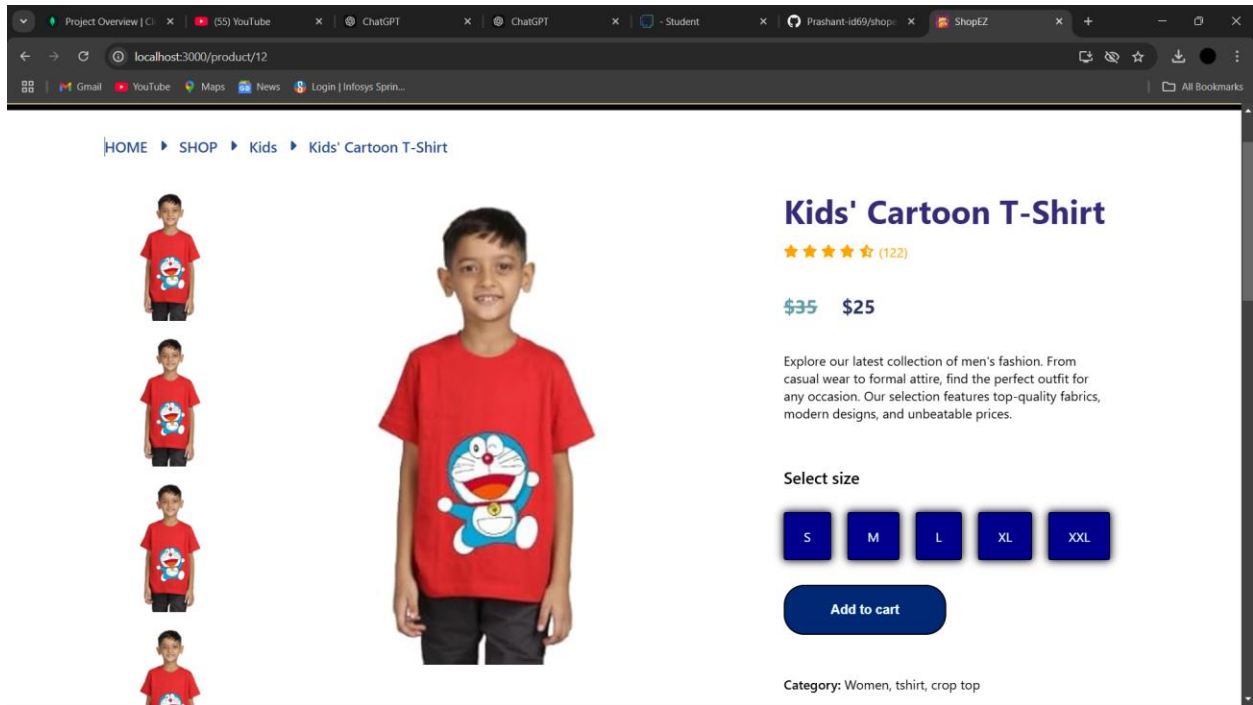 Project Overview | Cl
(55) YouTube
ChatGPT
ChatGPT
- Student
Prashant-id69/shope
ShopEZ
localhost:3000/product/12
Gmail
YouTube
Maps
News
Login | Infosys Sprin...
All Bookmarks
HOME SHOP Kids Kids' Cartoon T-Shirt
Kids' Cartoon T-Shirt
(122)
$35 $25
Explore our latest collection of men's fashion. From
casual wear to formal attire, find the perfect outfit for
any occasion. Our selection features top-quality fabrics,
modern designs, and unbeatable prices.
Select size
S M L XL XXL
Add to cart
Category: Women, tshirt, crop top